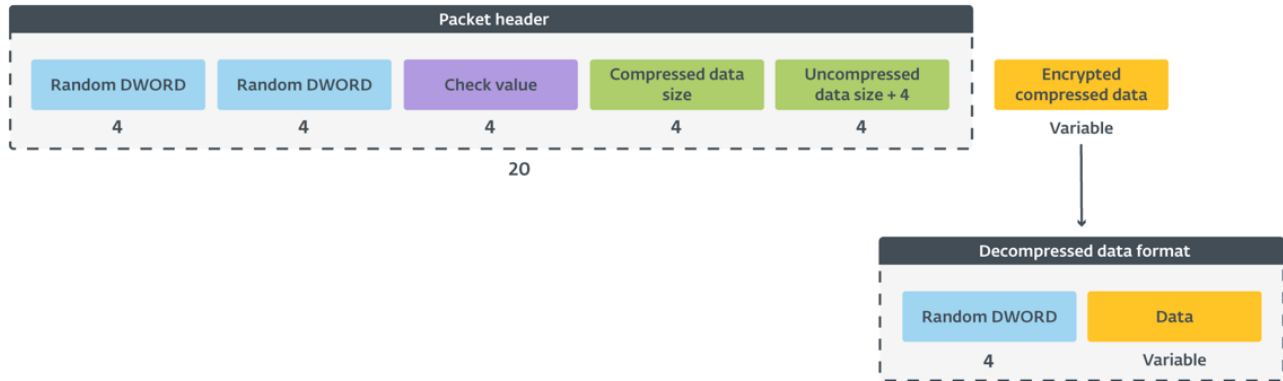 Packet header
Random DWORD
Random DWORD
Check value
Compressed data
size
Uncompressed
data size + 4
Encrypted
compressed data
4
4
4
4
4
Variable
20
Decompressed data format
Random DWORD
Data
4
Variable